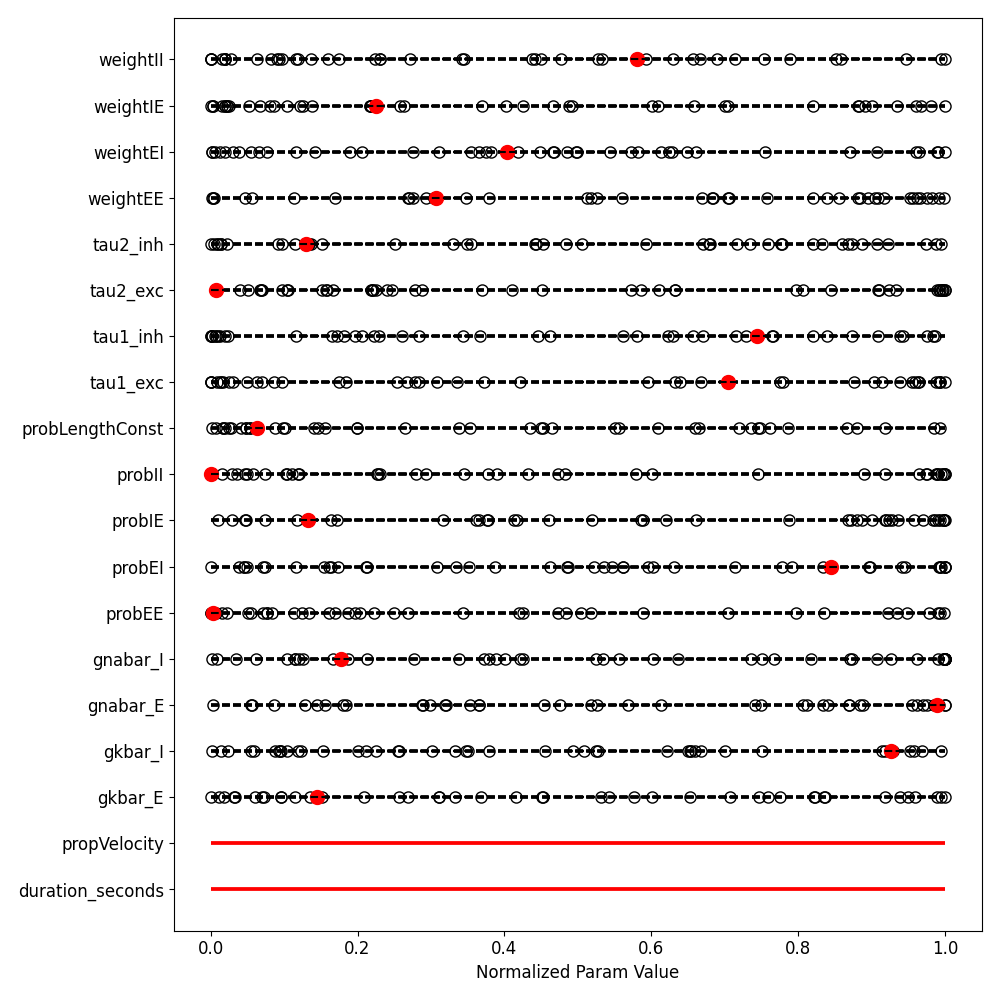 weightII
weightIE
weightEI
weightEE
tau2_inh
tau2_exc
tau1_inh
tau1_exc
probLengthConst
probII
probIE
probEI
probEE
gnabar_I
gnabar_E
gkbar_I
gkbar_E
propVelocity
duration_seconds
0.0 0.2 0.4 0.6 0.8 1.0
Normalized Param Value